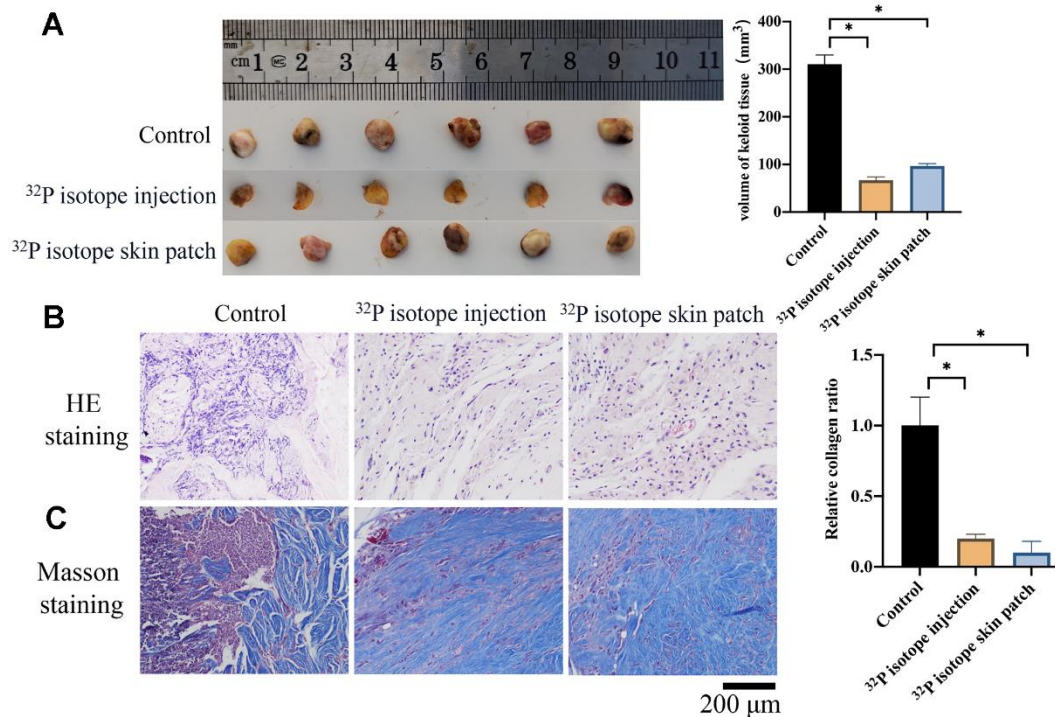 A
mm
cm 1 MC 2 3 4 5 6 7 8 9 10 11
Control
³²P isotope injection
³²P isotope skin patch
volume of keloid tissue (mm³)
400
300
200
100
0
*
*
Control
³²P isotope injection
³²P isotope skin patch
B
Control
³²P isotope injection
³²P isotope skin patch
HE
staining
C
Masson
staining
200 μm
Relative collagen ratio
1.5
1.0
0.5
0.0
*
*
Control
³²P isotope injection
³²P isotope skin patch